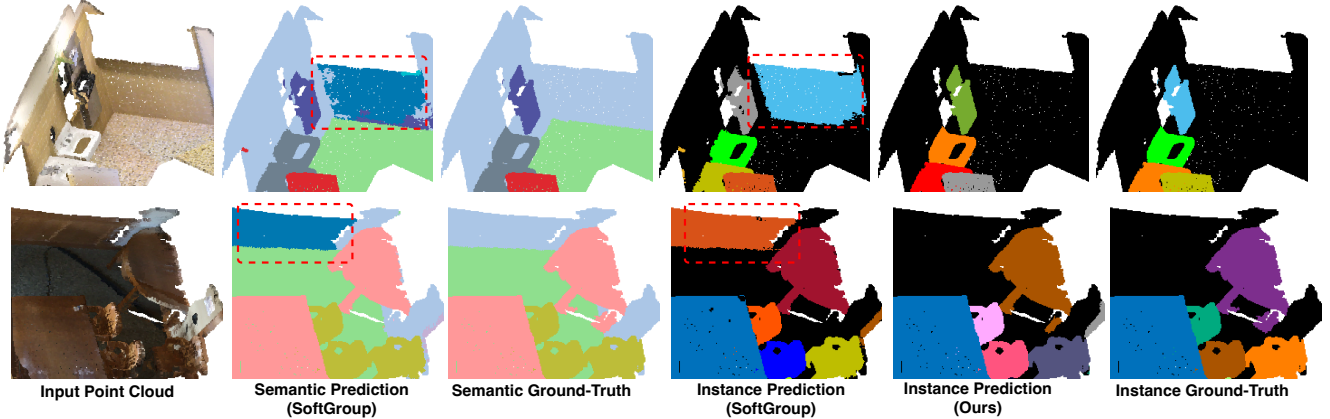 Input Point Cloud
Semantic Prediction
(SoftGroup)
Semantic Ground-Truth
Instance Prediction
(SoftGroup)
Instance Prediction
(Ours)
Instance Ground-Truth